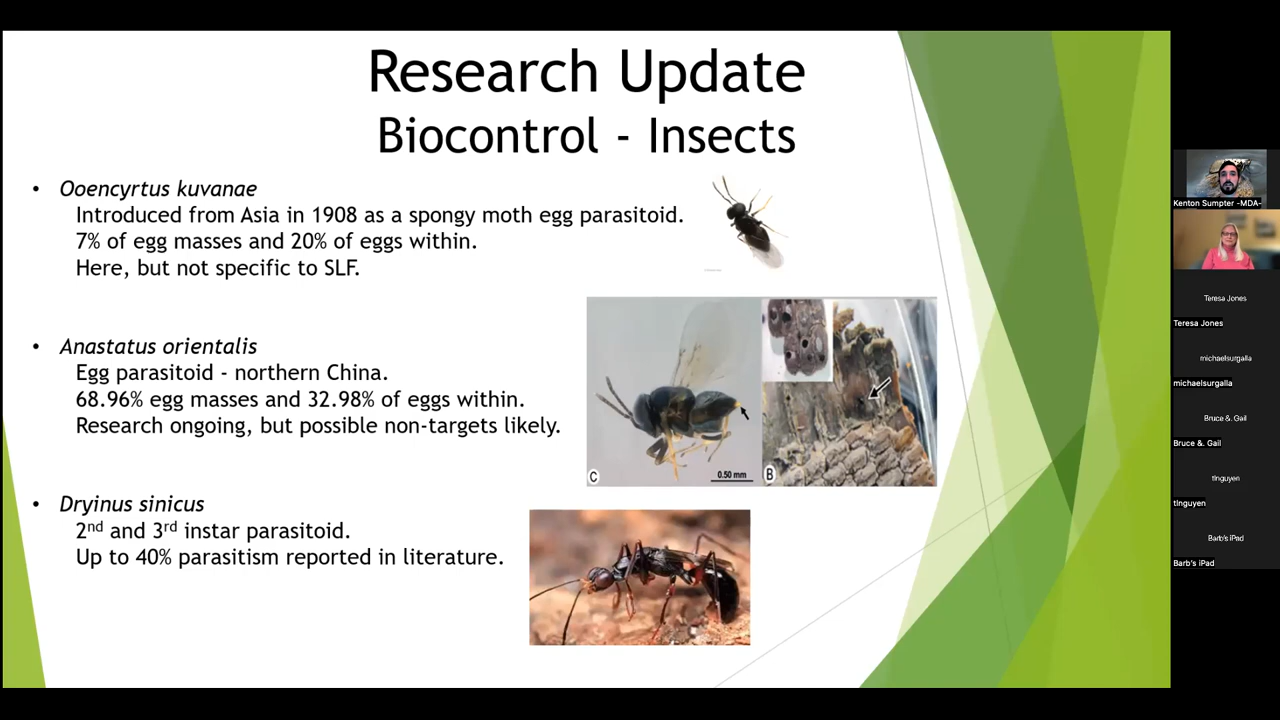 Research Update
Biocontrol - Insects
• Ooencyrtus kuvanae
Introduced from Asia in 1908 as a spongy moth egg parasitoid.
7% of egg masses and 20% of eggs within.
Here, but not specific to SLF.
• Anastatus orientalis
Egg parasitoid - northern China.
68.96% egg masses and 32.98% of eggs within.
Research ongoing, but possible non-targets likely.
C
0.50 mm
B
• Dryinus sinicus
2nd and 3rd instar parasitoid.
Up to 40% parasitism reported in literature.
Kenton Sumpter -MDA-
Teresa Jones
Teresa Jones
michaelsurgalla
michaelsurgalla
Bruce &. Gail
Bruce &. Gail
tlnguyen
tlnguyen
Barb's iPad
Barb's iPad